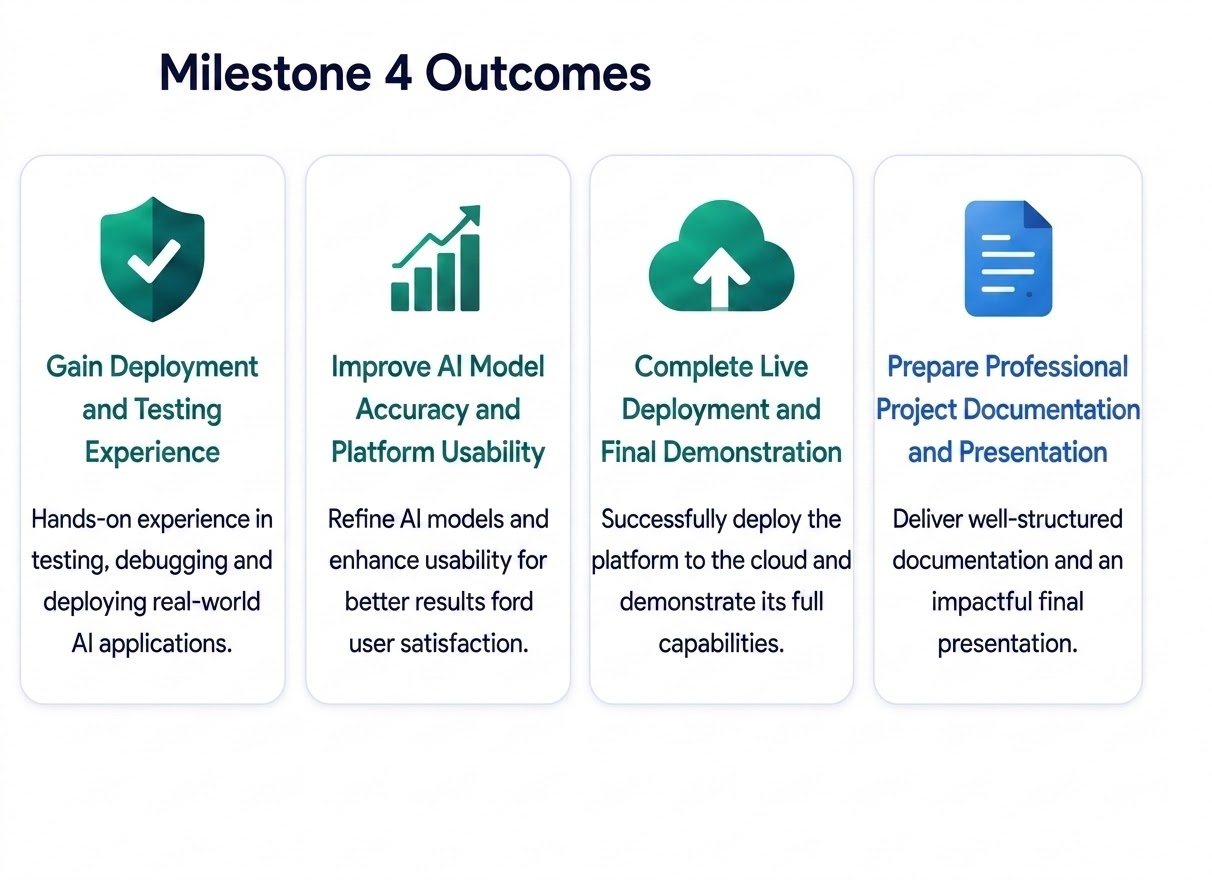 Milestone 4 Outcomes
Gain Deployment
and Testing
Experience
Hands-on experience in
testing, debugging and
deploying real-world
AI applications.
Improve AI Model
Accuracy and
Platform Usability
Refine AI models and
enhance usability for
better results ford
user satisfaction.
Complete Live
Deployment and
Final Demonstration
Successfully deploy the
platform to the cloud and
demonstrate its full
capabilities.
Prepare Professional
Project Documentation
and Presentation
Deliver well-structured
documentation and an
impactful final
presentation.